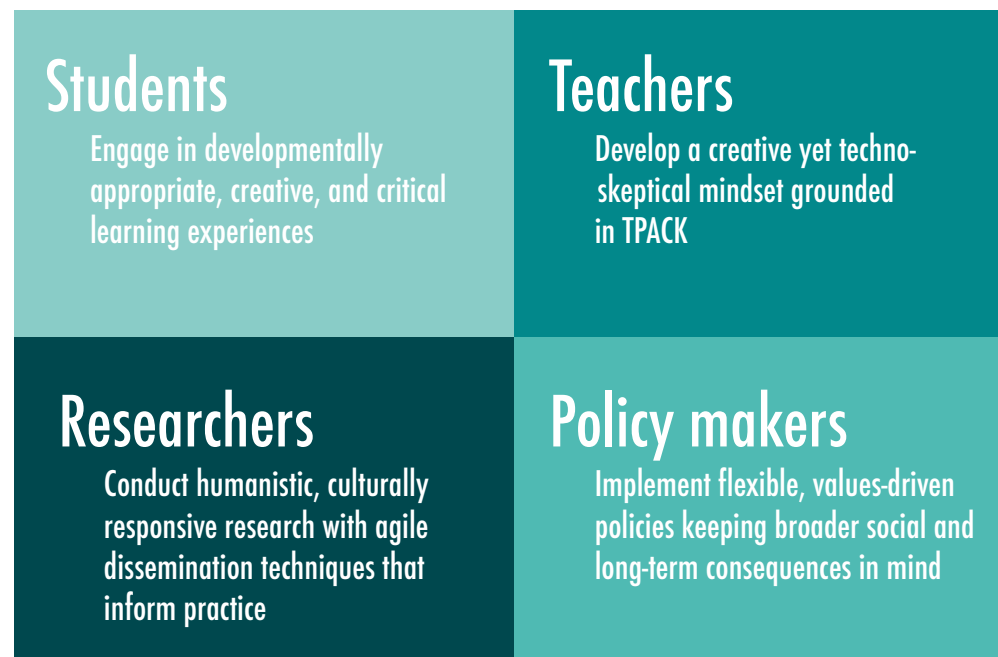 Students
Engage in developmentally
appropriate, creative, and critical
learning experiences
Teachers
Develop a creative yet techno-
skeptical mindset grounded
in TPACK
Researchers
Conduct humanistic, culturally
responsive research with agile
dissemination techniques that
inform practice
Policy makers
Implement flexible, values-driven
policies keeping broader social and
long-term consequences in mind